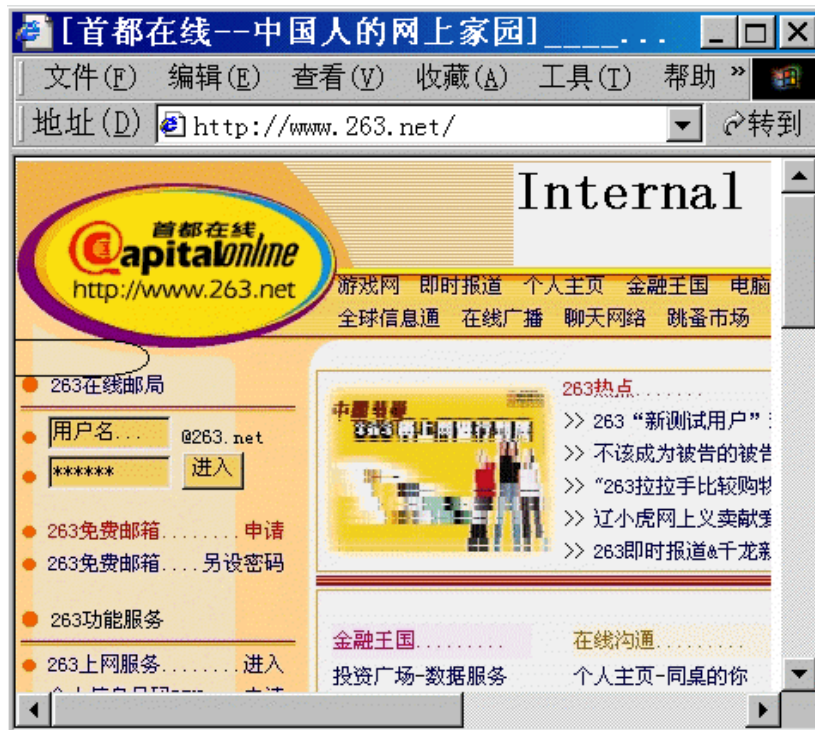 [首都在线--中国人的网上家园]____...
文件(F) 编辑(E) 查看(V) 收藏(A) 工具(T) 帮助 »
地址(D) http://www.263.net/ 转到
Internal
首都在线
@apitalonline
http://www.263.net
游戏网 即时报道 个人主页 金融王国 电脑
全球信息通 在线广播 聊天网络 跳蚤市场
263在线邮局
用户名... @263.net
****** 进入
263免费邮箱........申请
263免费邮箱....另设密码
263功能服务
263上网服务........进入
263热点.......
>> 263 “新测试用户”
>> 不该成为被告的被告
>> “263拉拉手比较购物
>> 辽小虎网上义卖献爱
>> 263即时报道&千龙新
金融王国.........
投资广场-数据服务
在线沟通.........
个人主页-同桌的你